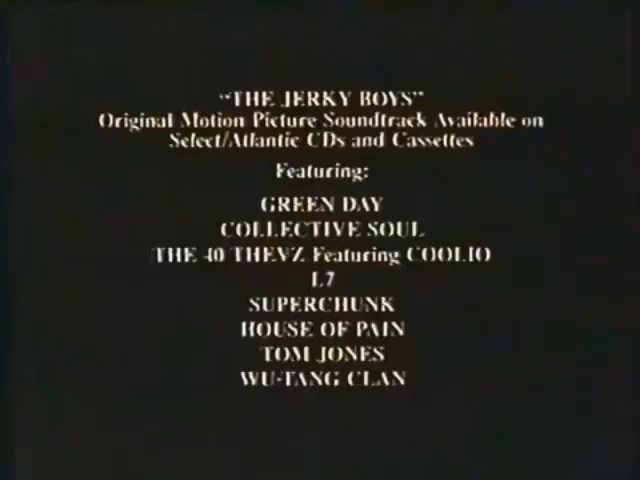 "THE JERKY BOYS"
Original Motion Picture Soundtrack Available on
Select/Atlantic CDs and Cassettes
Featuring:
GREEN DAY
COLLECTIVE SOUL
THE 40 THEVZ Featuring COOLIO
L7
SUPERCHUNK
HOUSE OF PAIN
TOM JONES
WU-TANG CLAN